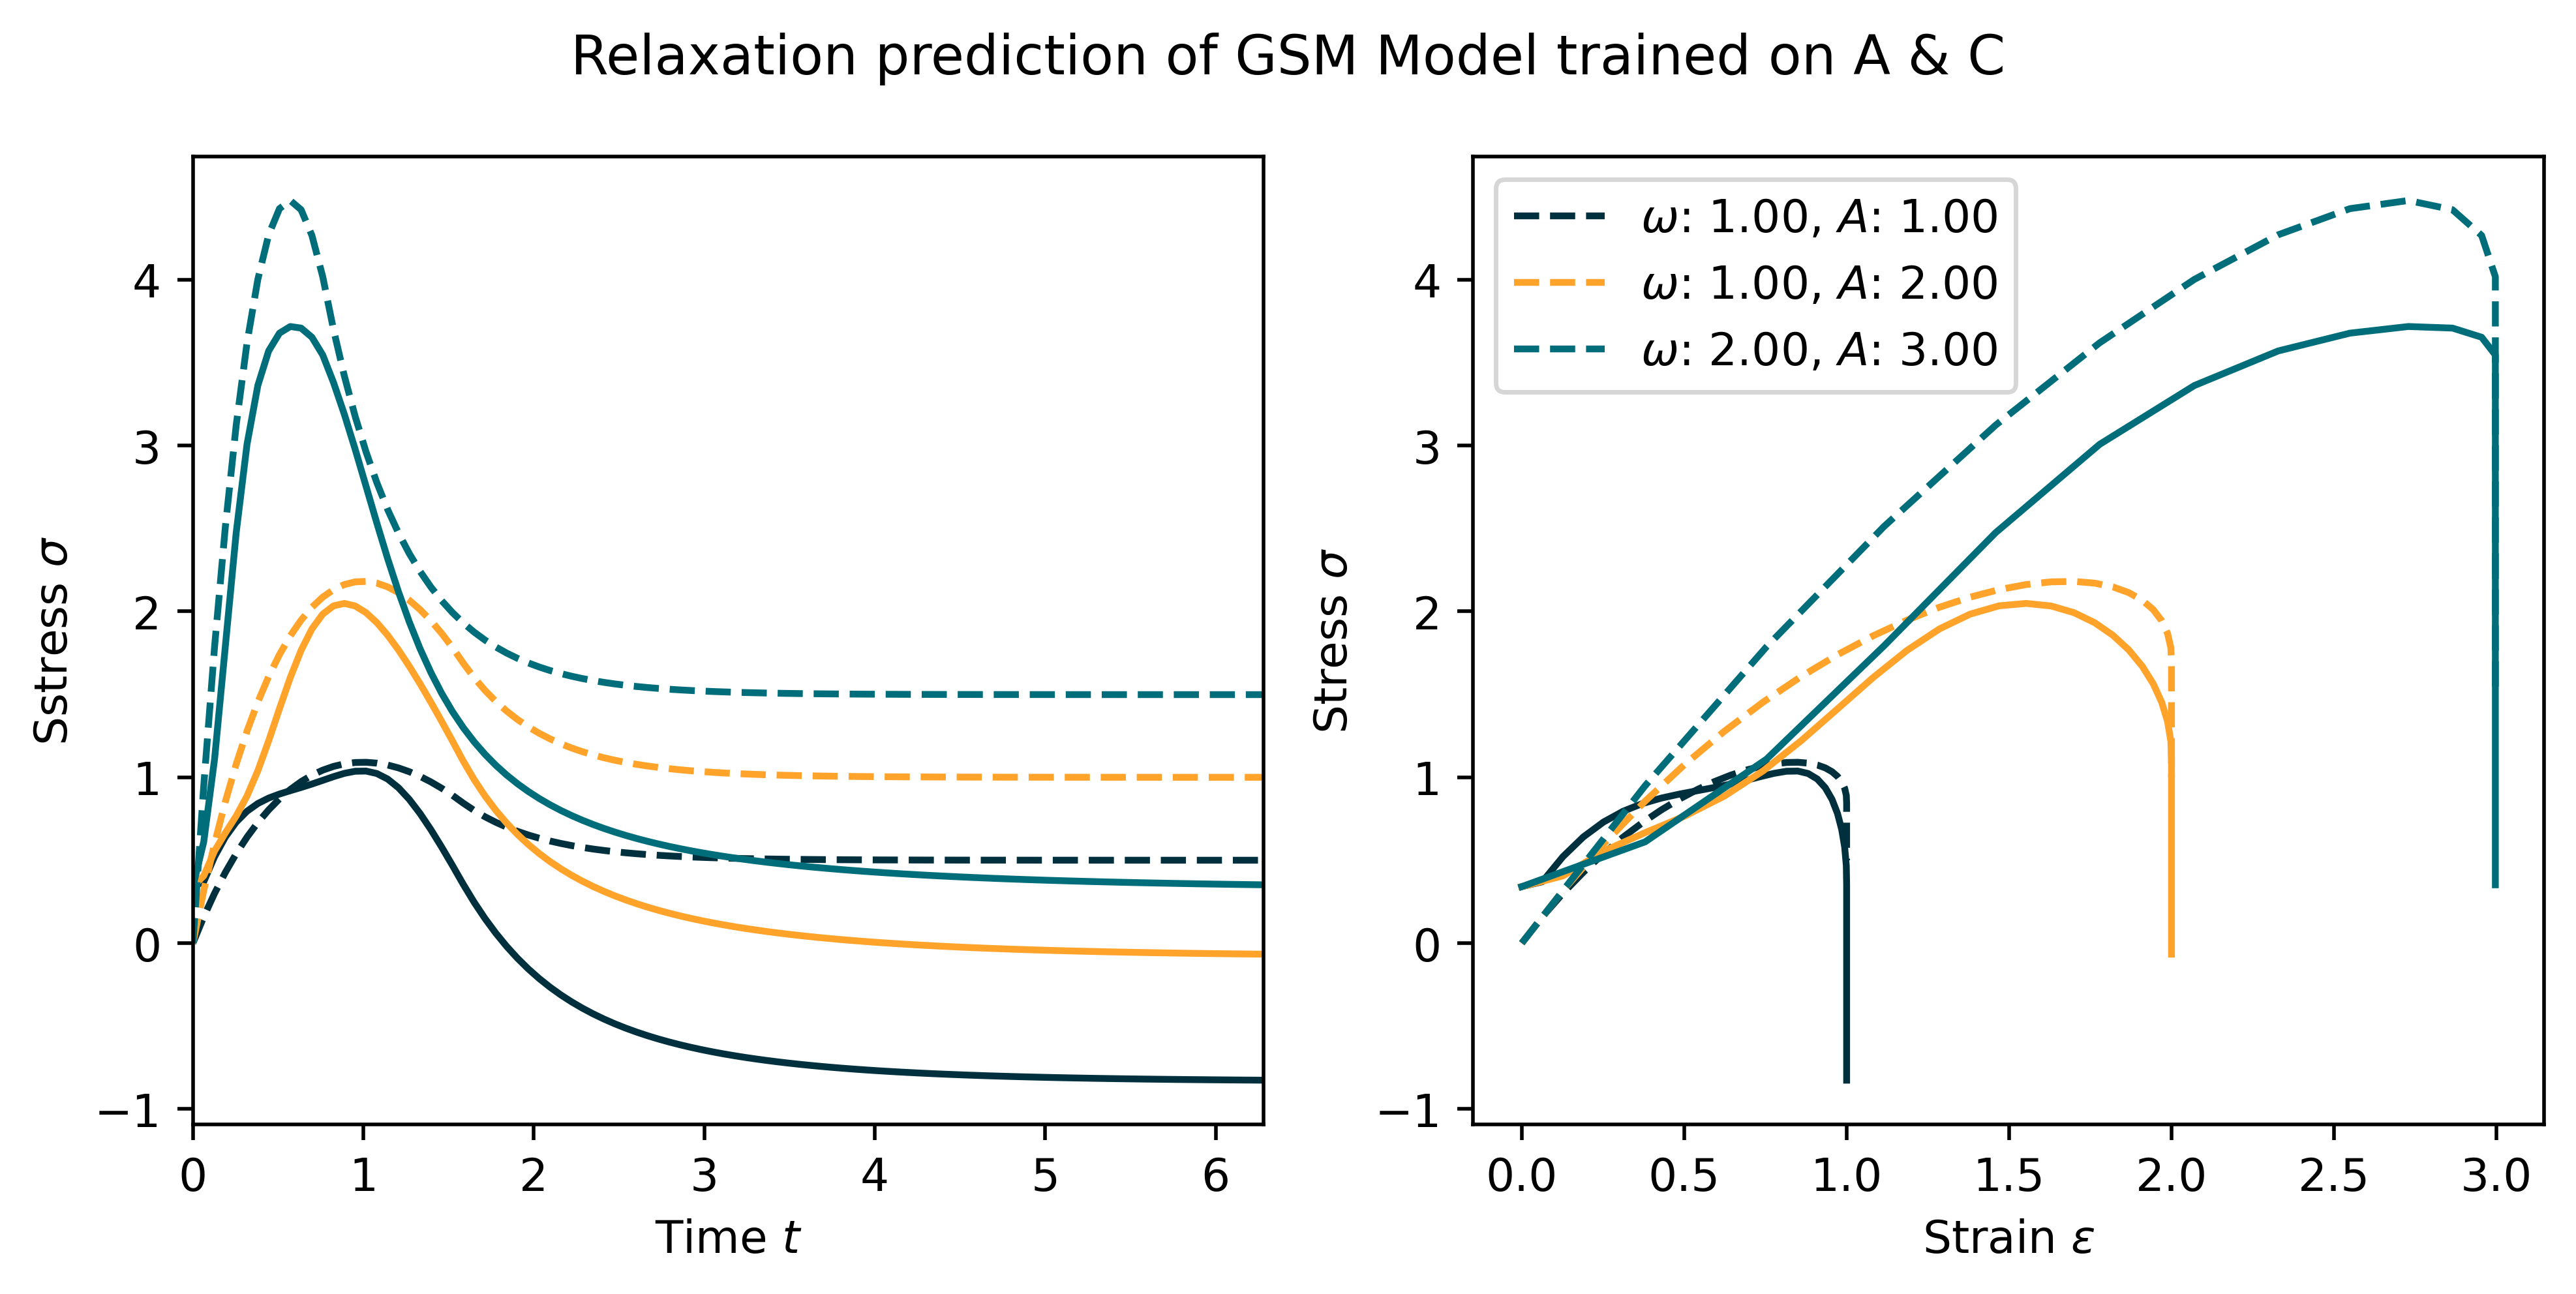 Relaxation prediction of GSM Model trained on A & C
Sstress σ
4
3
2
1
0
−1
0 1 2 3 4 5 6
Time t
Stress σ
4
3
2
1
0
−1
ω: 1.00, A: 1.00
ω: 1.00, A: 2.00
ω: 2.00, A: 3.00
0.0 0.5 1.0 1.5 2.0 2.5 3.0
Strain ε